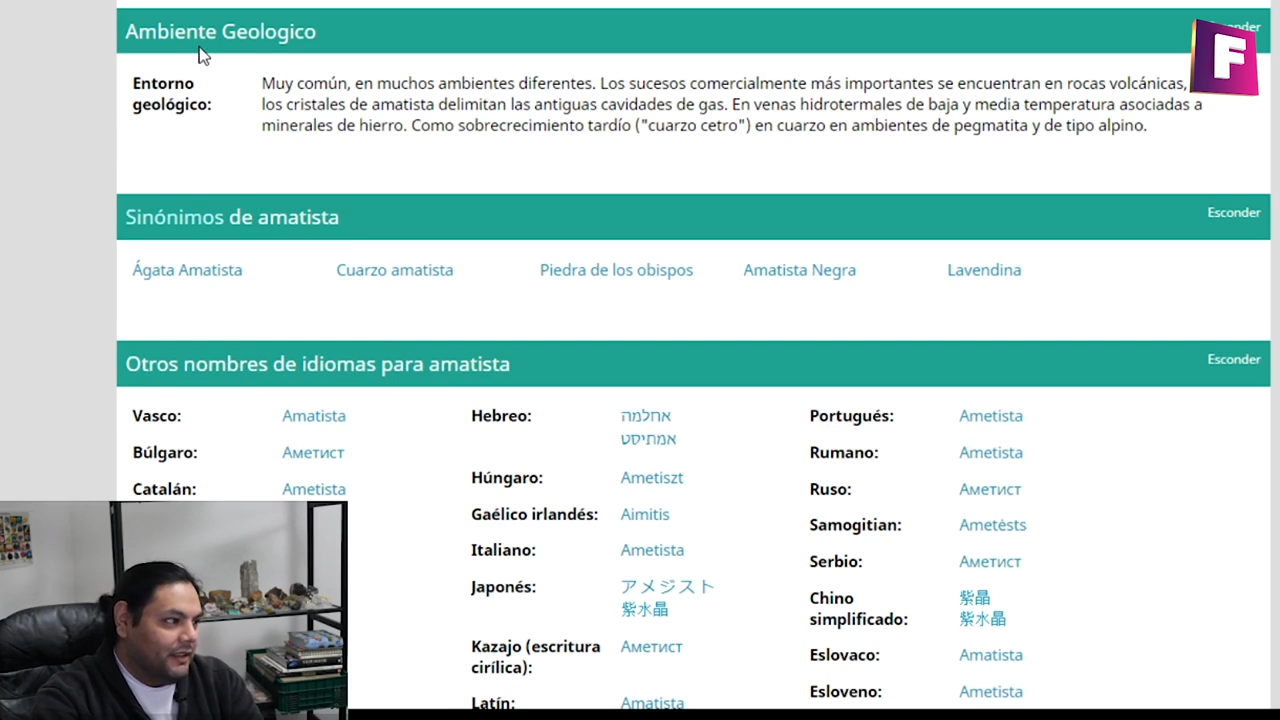 Ambiente Geologico
Entorno geológico:
Muy común, en muchos ambientes diferentes. Los sucesos comercialmente más importantes se encuentran en rocas volcánicas,
los cristales de amatista delimitan las antiguas cavidades de gas. En venas hidrotermales de baja y media temperatura asociadas a
minerales de hierro. Como sobrecrecimiento tardío ("cuarzo cetro") en cuarzo en ambientes de pegmatita y de tipo alpino.
F
Sinónimos de amatista
Esconder
Ágata Amatista
Cuarzo amatista
Piedra de los obispos
Amatista Negra
Lavendina
Otros nombres de idiomas para amatista
Esconder
Vasco: Amatista
Búlgaro: Аметист
Catalán: Ametista
Hebreo: אחלמה
אמתיסט
Húngaro: Ametiszt
Gaélico irlandés: Aimitis
Italiano: Ametista
Japonés: アメジスト
紫水晶
Kazajo (escritura
cirílica): Аметист
Latín: Amatista
Portugués: Ametista
Rumano: Ametista
Ruso: Аметист
Samogitian: Ametėsts
Serbio: Аметист
Chino
simplificado: 紫晶
紫水晶
Eslovaco: Amatista
Esloveno: Ametista